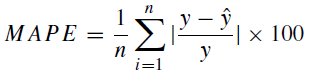 MAPE = \frac{1}{n} \sum_{i=1}^{n} |\frac{y - \hat{y}}{y}| \times 100